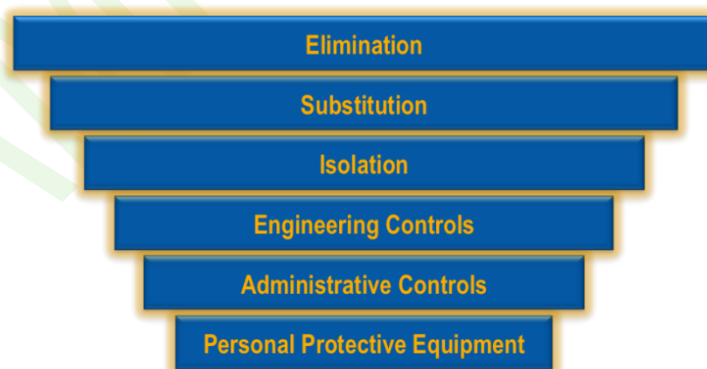 Elimination
Substitution
Isolation
Engineering Controls
Administrative Controls
Personal Protective Equipment